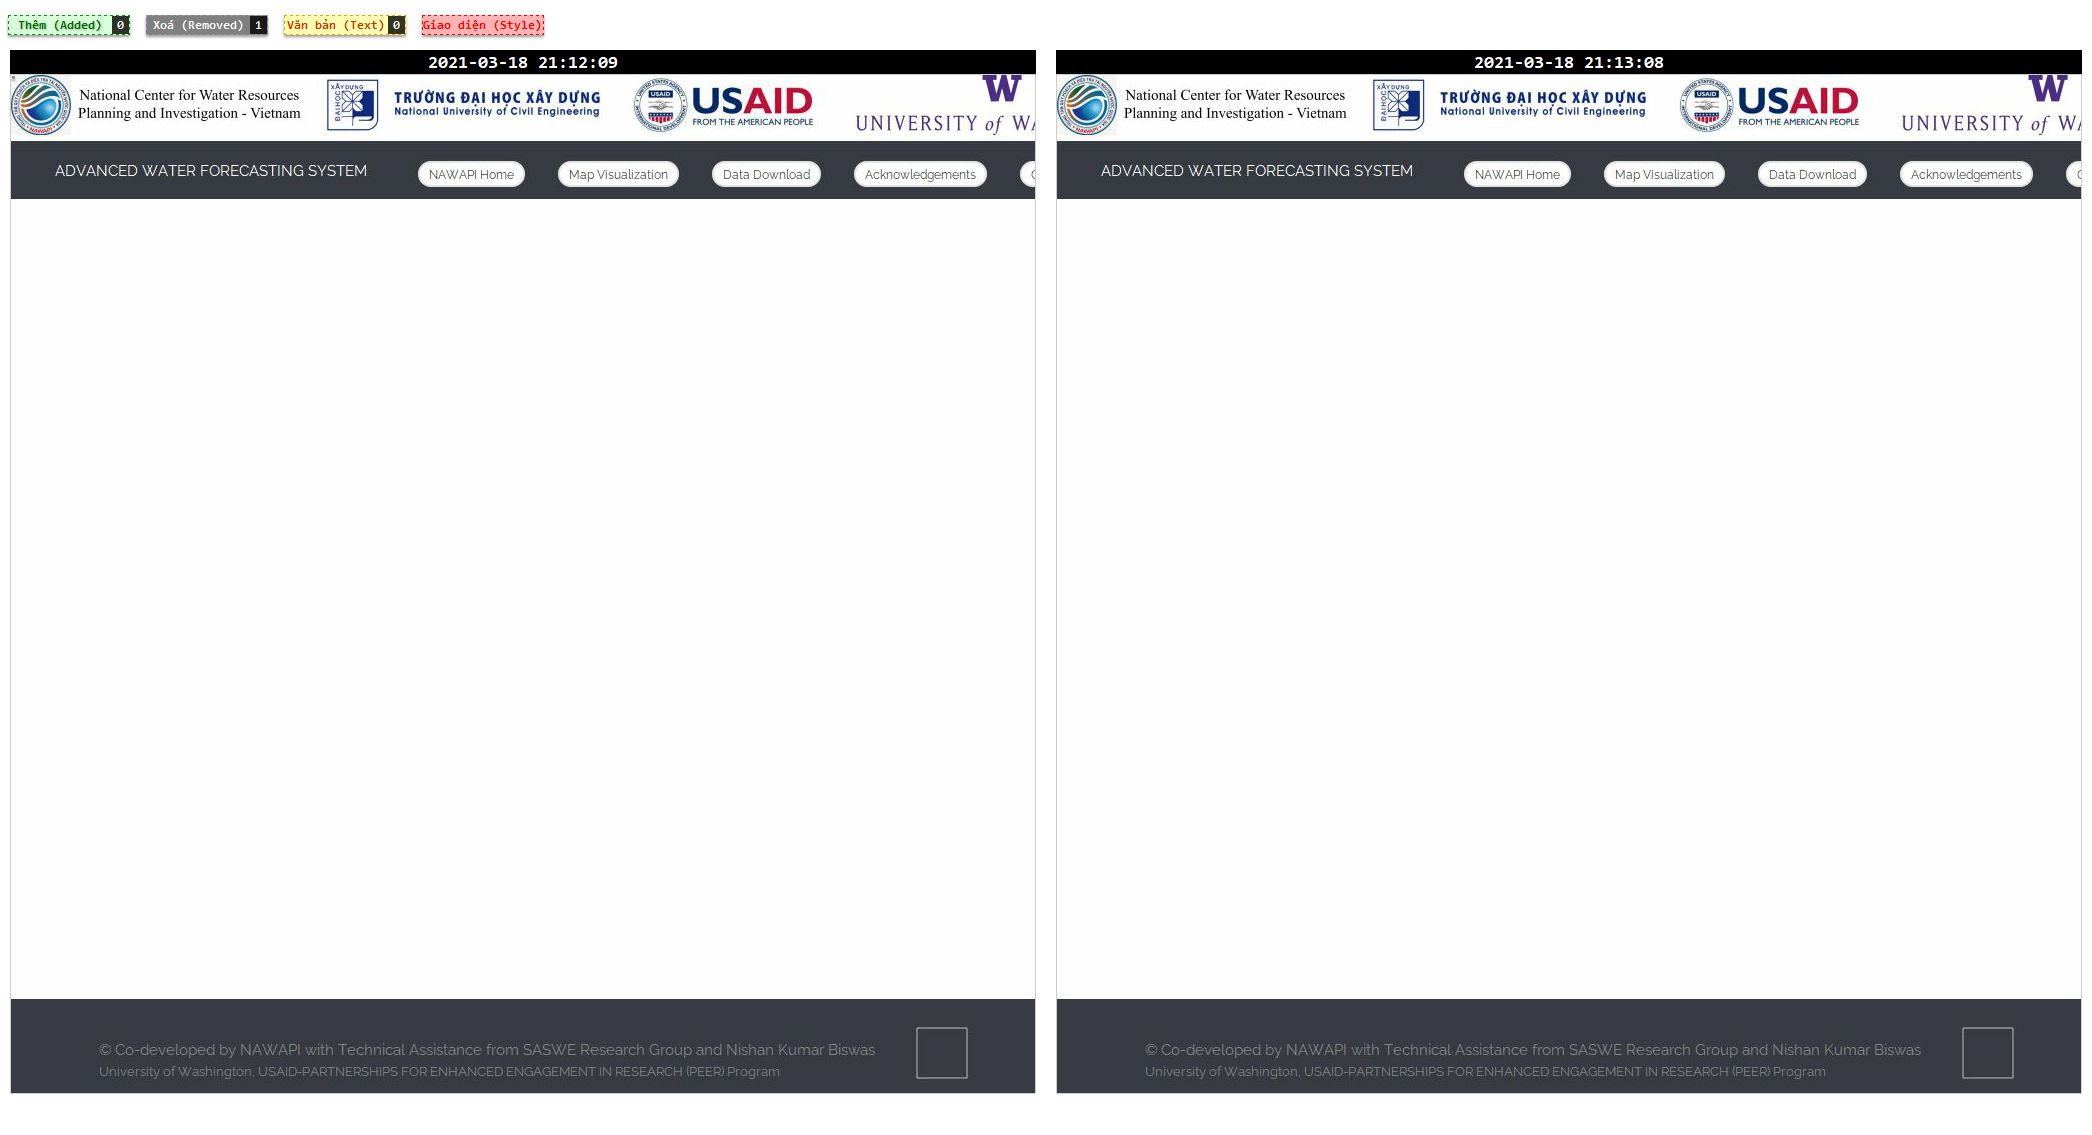 Thêm (Added) 0 Xoá (Removed) 1 Văn bản (Text) 0 Giao diện (Style)
2021-03-18 21:12:09
National Center for Water Resources
Planning and Investigation - Vietnam
XÂY DỰNG
ĐẠI HỌC
TRƯỜNG ĐẠI HỌC XÂY DỰNG
National University of Civil Engineering
USAID
USAID
FROM THE AMERICAN PEOPLE
W
UNIVERSITY of WA
ADVANCED WATER FORECASTING SYSTEM
NAWAPI Home
Map Visualization
Data Download
Acknowledgements
© Co-developed by NAWAPI with Technical Assistance from SASWE Research Group and Nishan Kumar Biswas
University of Washington, USAID-PARTNERSHIPS FOR ENHANCED ENGAGEMENT IN RESEARCH (PEER) Program
2021-03-18 21:13:08
National Center for Water Resources
Planning and Investigation - Vietnam
XÂY DỰNG
ĐẠI HỌC
TRƯỜNG ĐẠI HỌC XÂY DỰNG
National University of Civil Engineering
USAID
USAID
FROM THE AMERICAN PEOPLE
W
UNIVERSITY of WA
ADVANCED WATER FORECASTING SYSTEM
NAWAPI Home
Map Visualization
Data Download
Acknowledgements
© Co-developed by NAWAPI with Technical Assistance from SASWE Research Group and Nishan Kumar Biswas
University of Washington, USAID-PARTNERSHIPS FOR ENHANCED ENGAGEMENT IN RESEARCH (PEER) Program